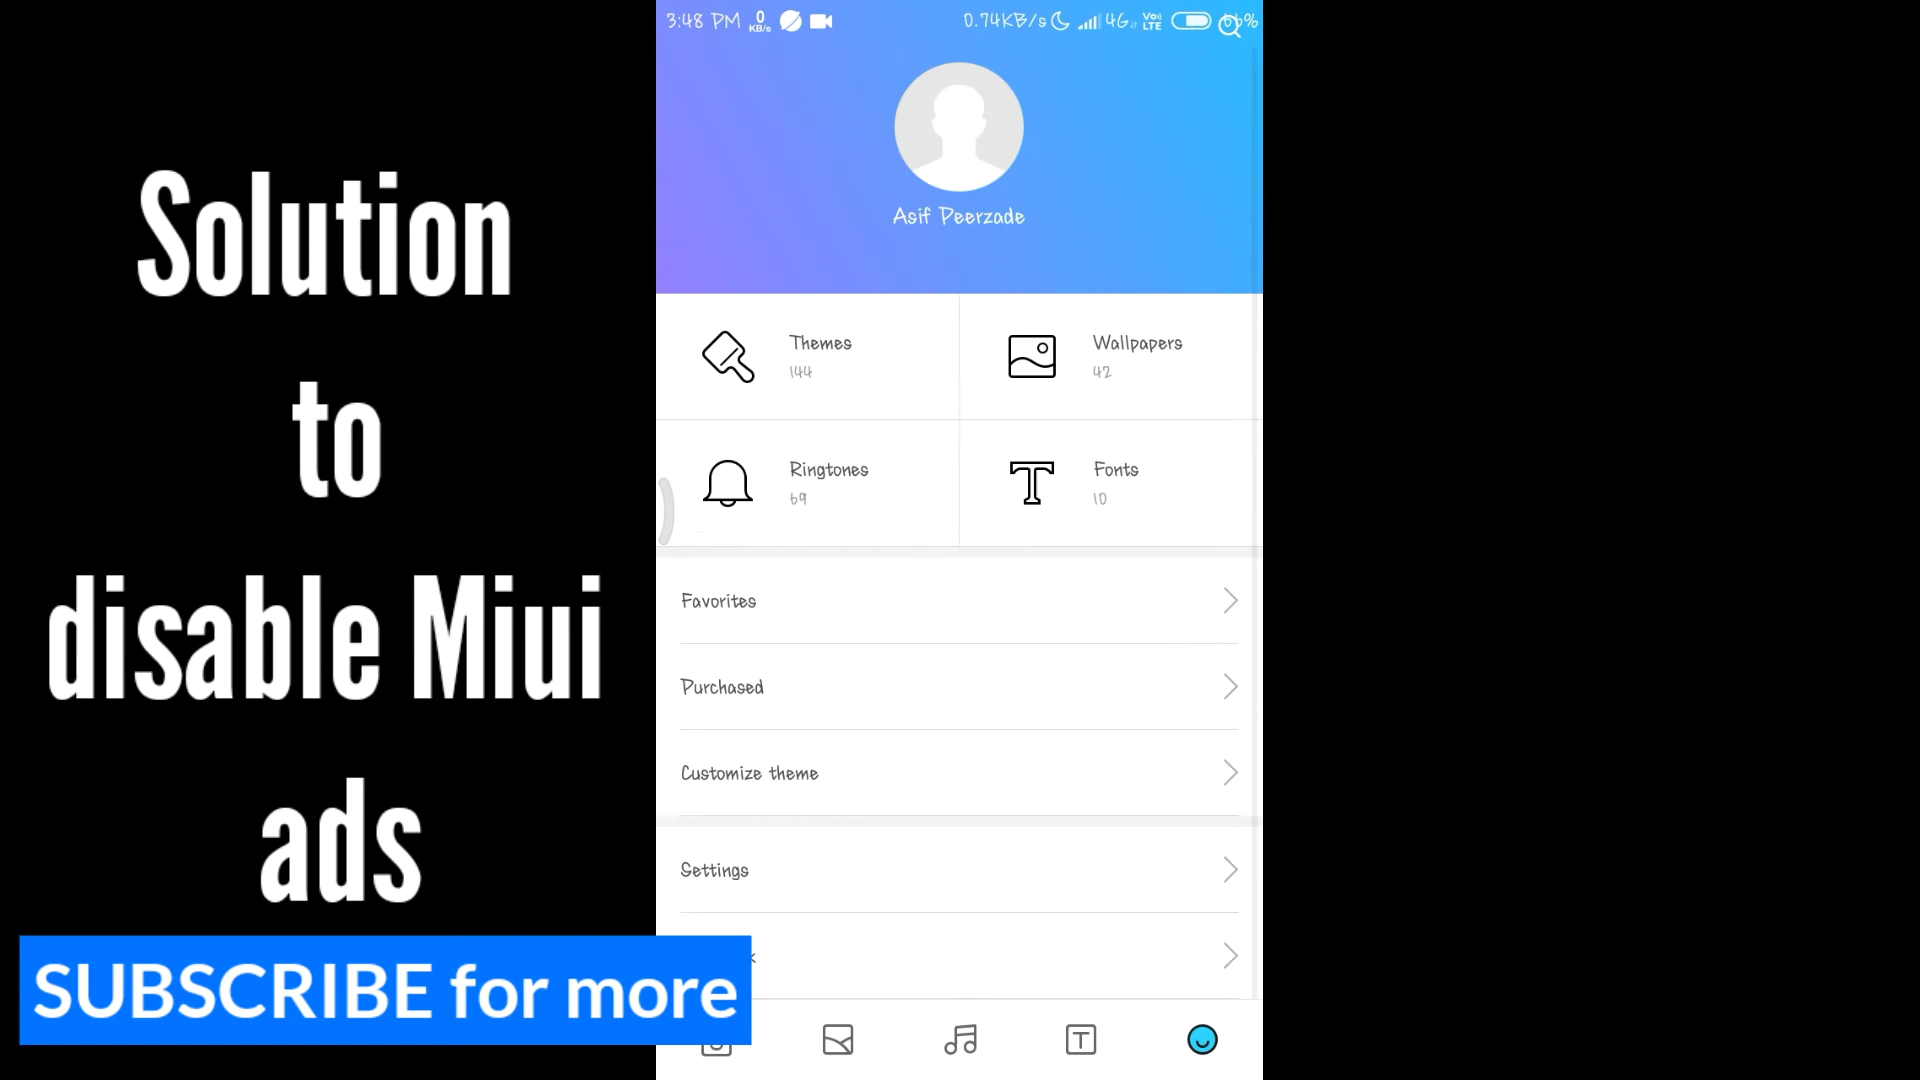 Solution
to
disable Miui
ads
SUBSCRIBE for more
3:48 PM 0 KB/s 0.74KB/s 4G Vo LTE
Asif Peerzade
Themes
144
Wallpapers
42
Ringtones
69
Fonts
10
Favorites
Purchased
Customize theme
Settings